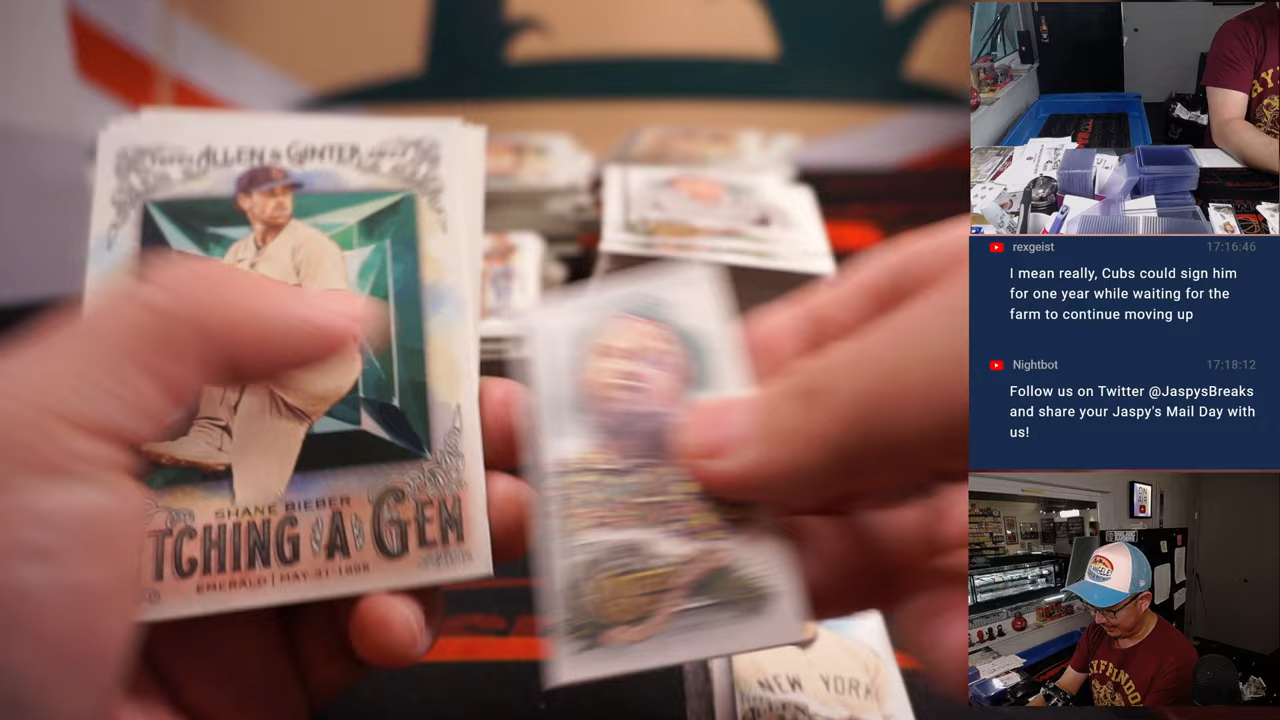 ALLEN & GINTER
SHANE BIEBER
TCHING A GEM
EMERALD | MAY-31-1995
NEW YORK
rexgeist 17:16:46
I mean really, Cubs could sign him
for one year while waiting for the
farm to continue moving up
Nightbot 17:18:12
Follow us on Twitter @JaspysBreaks
and share your Jaspy's Mail Day with
us!
ON
AIR